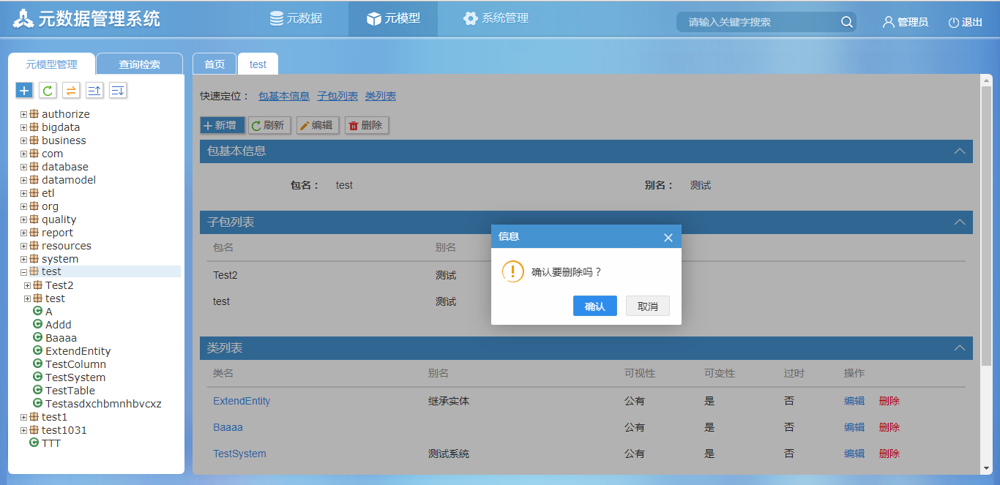 元数据管理系统 元数据 元模型 系统管理 请输入关键字搜索 管理员 退出
元模型管理 查询检索 首页 test
authorize
bigdata
business
com
database
datamodel
etl
org
quality
report
resources
system
test
Test2
test
A
Addd
Baaaa
ExtendEntity
TestColumn
TestSystem
TestTable
Testasdxchbmnhbvcxz
test1
test1031
TTT
快速定位： 包基本信息 子包列表 类列表
新增 刷新 编辑 删除
包基本信息
包名： test 别名： 测试
子包列表
包名 别名
Test2 测试
test 测试
信息
确认要删除吗？
确认 取消
类列表
类名 别名 可视性 可变性 过时 操作
ExtendEntity 继承实体 公有 是 否 编辑 删除
Baaaa 公有 是 否 编辑 删除
TestSystem 测试系统 公有 是 否 编辑 删除